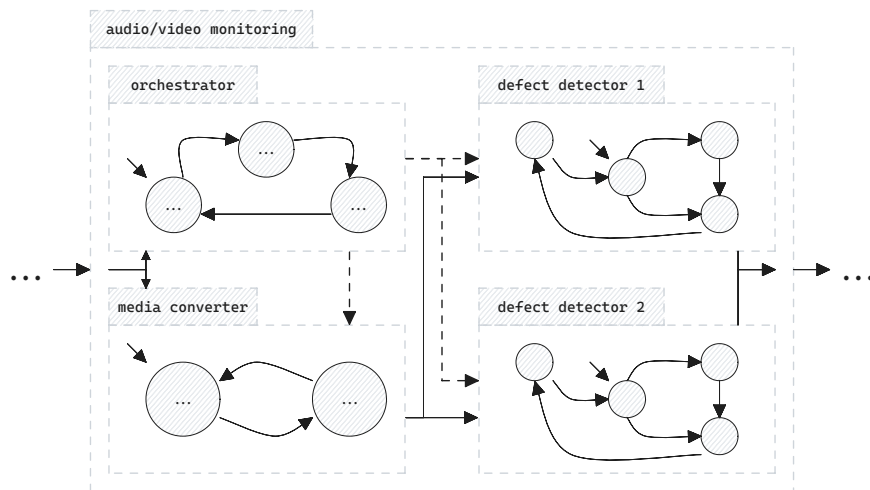 audio/video monitoring
orchestrator
defect detector 1
...
... ...
... ...
media converter
defect detector 2
... ...